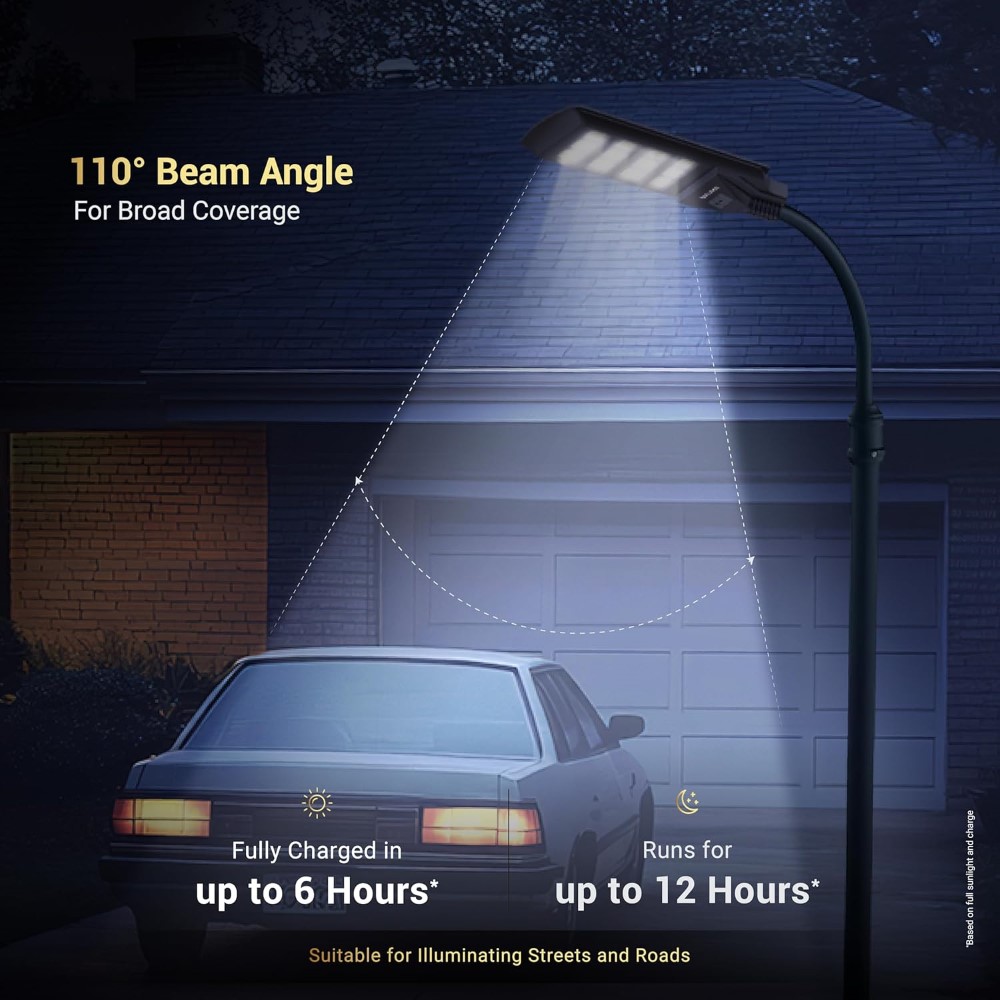 110° Beam Angle
For Broad Coverage
Fully Charged in
up to 6 Hours*
Runs for
up to 12 Hours*
Suitable for Illuminating Streets and Roads
*Based on full sunlight and charge